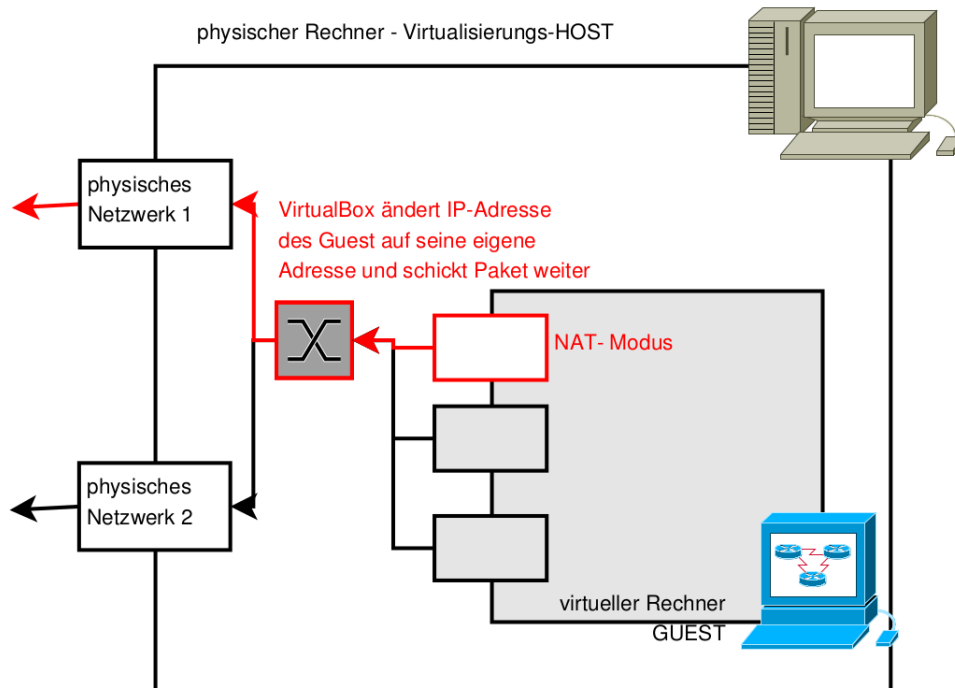 physischer Rechner - Virtualisierungs-HOST
physisches
Netzwerk 1
VirtualBox ändert IP-Adresse
des Guest auf seine eigene
Adresse und schickt Paket weiter
NAT- Modus
physisches
Netzwerk 2
virtueller Rechner
GUEST